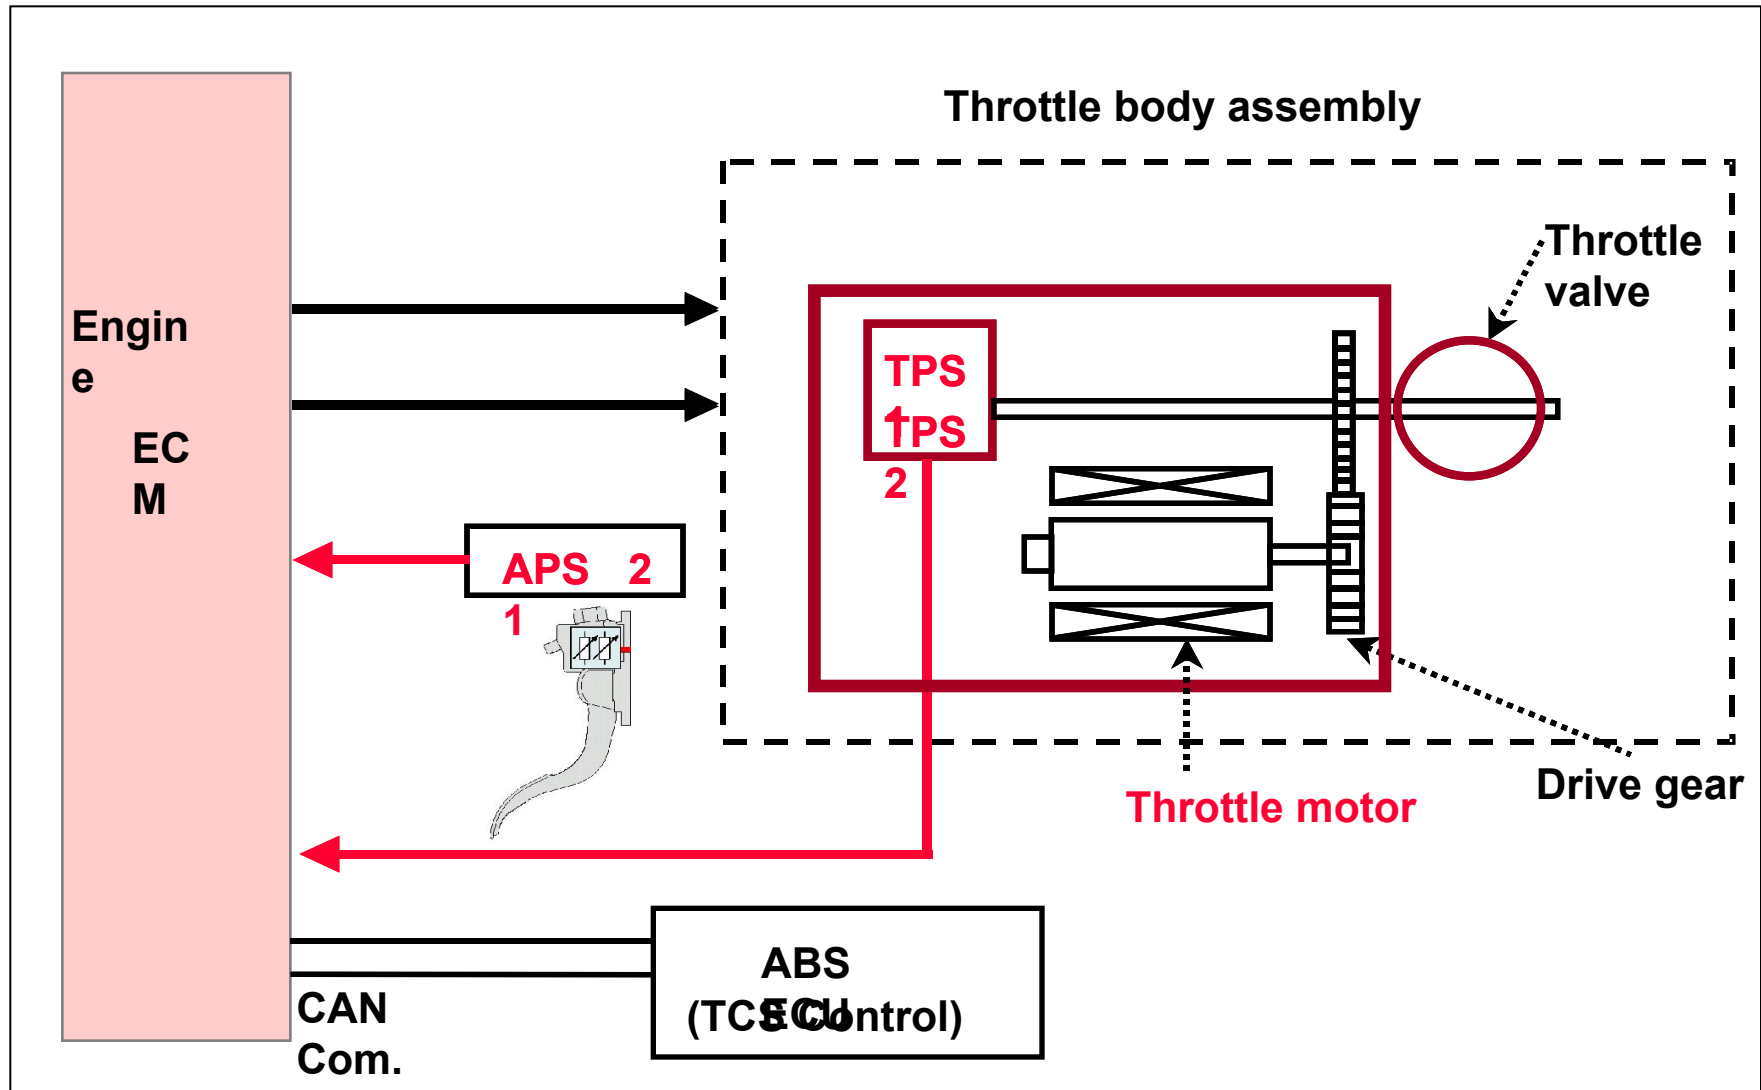 Throttle body assembly
Throttle
valve
Engin
e
EC
M
TPS
1
TPS
2
APS 2
1
Throttle motor
Drive gear
ABS
ECU
(TCS Control)
CAN
Com.